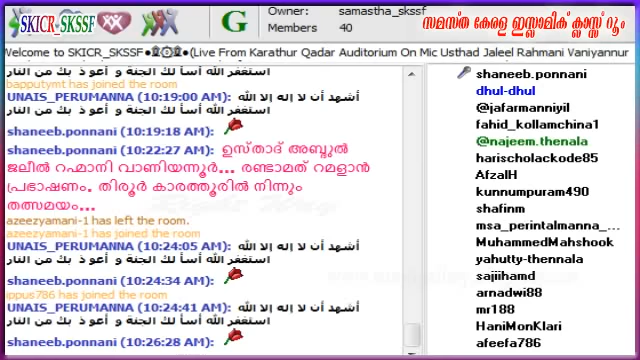 SKICR_SKSSF
Owner: samastha_skssf
Members 40
സമസ്ത കേരള ഇസ്ലാമിക് ക്ലാസ്സ് റൂം
Welcome to SKICR_SKSSF (Live From Karathur Qadar Auditorium On Mic Usthad Jaleel Rahmani Vaniyannur
استغفر الله أسأ لك الجنة و أعوذ بك من النار
bapputymt has joined the room
UNAIS_PERUMANNA (10:19:00 AM): أشهد أن لا إله إلا الله
استغفر الله أسأ لك الجنة و أعوذ بك من النار
shaneeb.ponnani (10:19:18 AM):
shaneeb.ponnani (10:22:27 AM): ഉസ്താദ് അബ്ദുൽ
ജലീൽ റഹ്മാനി വാണിയന്നൂർ... രണ്ടാമത് റമളാൻ
പ്രഭാഷണം. തിരൂർ കാരത്തൂരിൽ നിന്നും
തത്സമയം...
azeezyamani-1 has left the room.
azeezyamani-1 has joined the room
UNAIS_PERUMANNA (10:24:05 AM): أشهد أن لا إله إلا الله
استغفر الله أسأ لك الجنة و أعوذ بك من النار
shaneeb.ponnani (10:24:34 AM):
ippus786 has joined the room
UNAIS_PERUMANNA (10:24:41 AM): أشهد أن لا إله إلا الله
استغفر الله أسأ لك الجنة و أعوذ بك من النار
shaneeb.ponnani (10:26:28 AM):
shaneeb.ponnani
dhul-dhul
@jafarmanniyil
fahid_kollamchina1
@najeem.thenala
harischolackode85
AfzalH
kunnumpuram490
shafinm
msa_perintalmanna_...
MuhammedMahshook
yahutty-thennala
sajiihamd
arnadwi88
mr188
HaniMonKlari
afeefa786